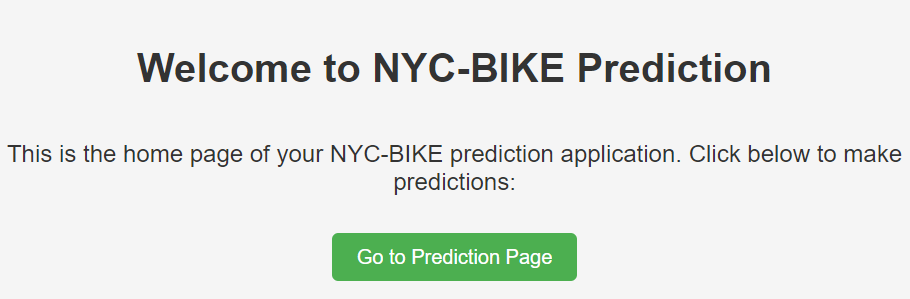 Welcome to NYC-BIKE Prediction
This is the home page of your NYC-BIKE prediction application. Click below to make
predictions:
Go to Prediction Page